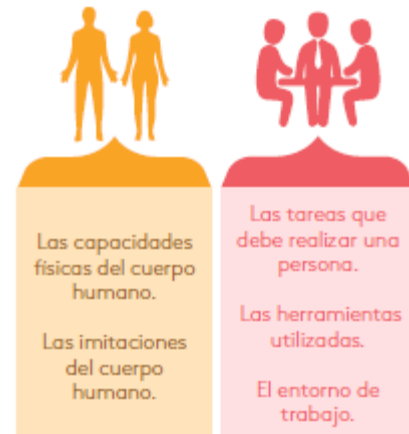 Las capacidades
físicas del cuerpo
humano.
Las imitaciones
del cuerpo
humano.
Las tareas que
debe realizar una
persona.
Las herramientas
utilizadas.
El entorno de
trabajo.